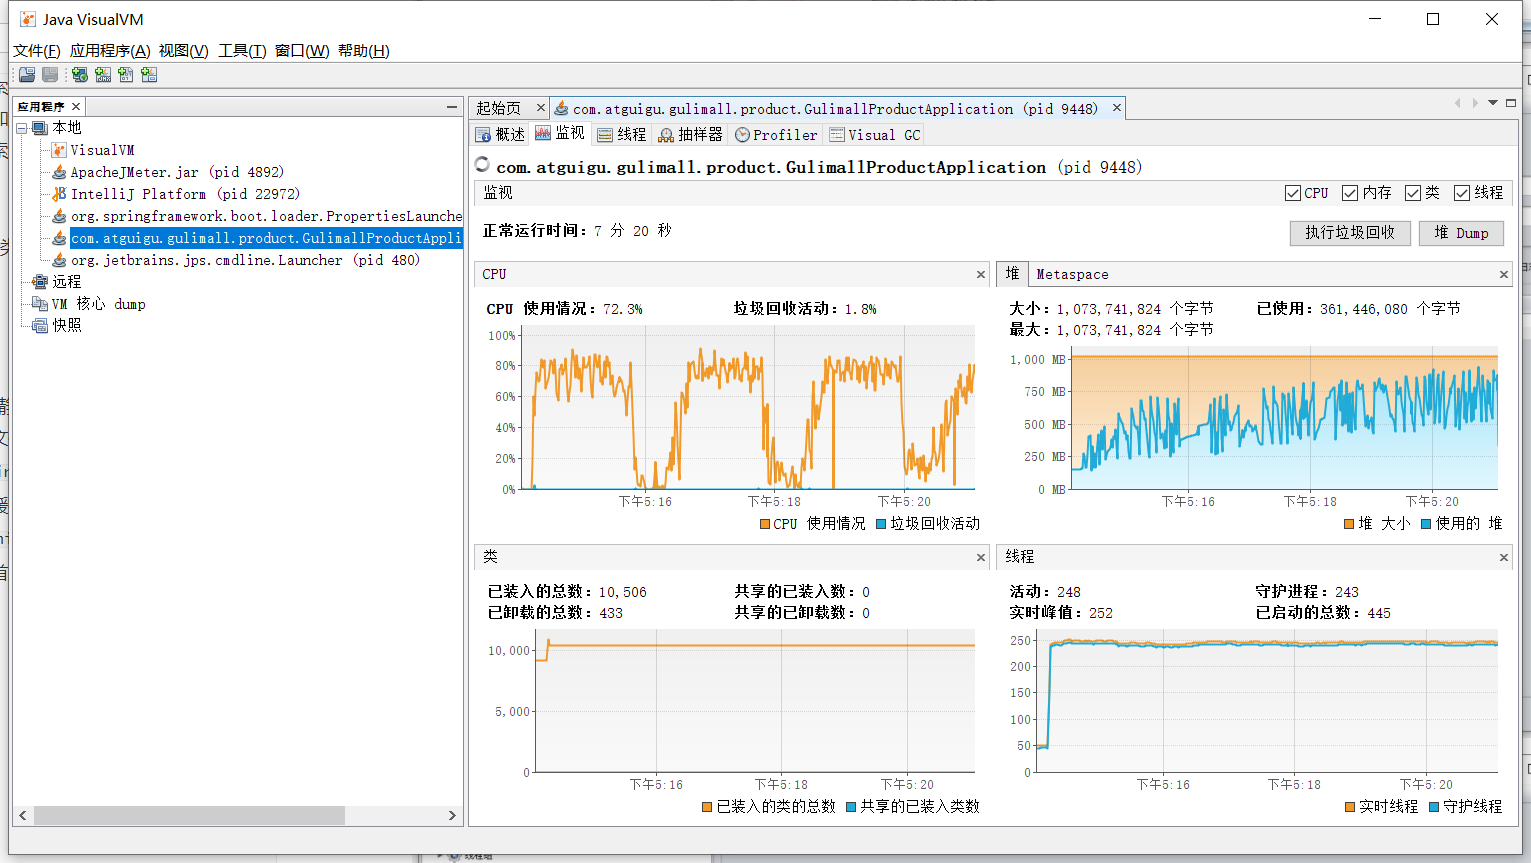 Java VisualVM
文件(F) 应用程序(A) 视图(V) 工具(T) 窗口(W) 帮助(H)
应用程序
本地
VisualVM
ApacheJMeter.jar (pid 4892)
IntelliJ Platform (pid 22972)
org.springframework.boot.loader.PropertiesLaunche
com.atguigu.gulimall.product.GulimallProductAppli
org.jetbrains.jps.cmdline.Launcher (pid 480)
远程
VM 核心 dump
快照
起始页 com.atguigu.gulimall.product.GulimallProductApplication (pid 9448)
概述 监视 线程 抽样器 Profiler Visual GC
com.atguigu.gulimall.product.GulimallProductApplication (pid 9448)
监视 CPU 内存 类 线程
正常运行时间: 7 分 20 秒 执行垃圾回收 堆 Dump
CPU
CPU 使用情况: 72.3% 垃圾回收活动: 1.8%
100%
80%
60%
40%
20%
0%
下午5:16 下午5:18 下午5:20
CPU 使用情况 垃圾回收活动
堆 Metaspace
大小: 1,073,741,824 个字节 已使用: 361,446,080 个字节
最大: 1,073,741,824 个字节
1,000 MB
750 MB
500 MB
250 MB
0 MB
下午5:16 下午5:18 下午5:20
堆 大小 使用的 堆
类
已装入的总数: 10,506 共享的已装入数: 0
已卸载的总数: 433 共享的已卸载数: 0
10,000
5,000
0
下午5:16 下午5:18 下午5:20
已装入的类的总数 共享的已装入类数
线程
活动: 248 守护进程: 243
实时峰值: 252 已启动的总数: 445
250
200
150
100
50
0
下午5:16 下午5:18 下午5:20
实时线程 守护线程